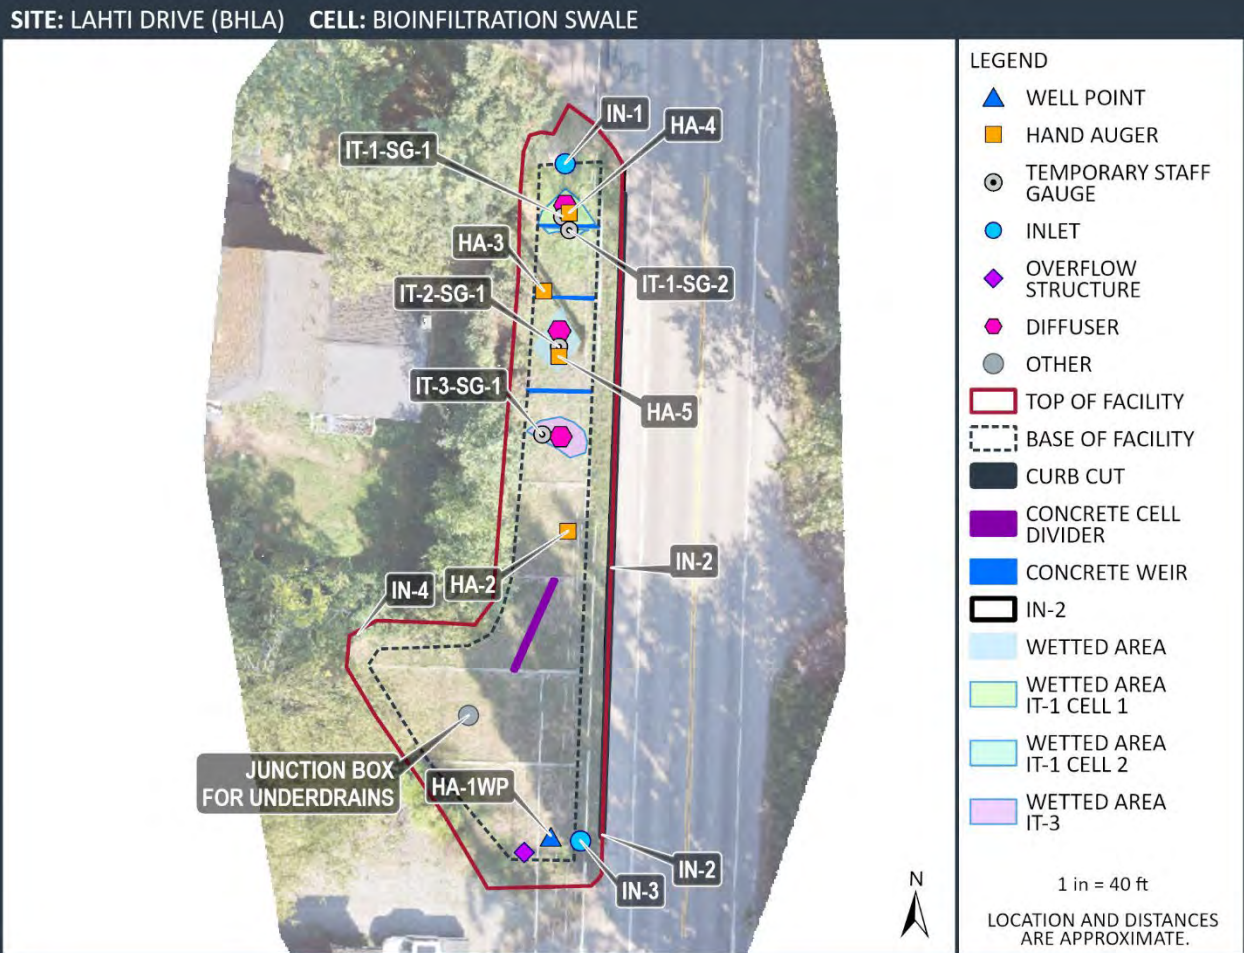 SITE: LAHTI DRIVE (BHLA) CELL: BIOINFILTRATION SWALE
IN-1
HA-4
IT-1-SG-1
HA-3
IT-2-SG-1
IT-1-SG-2
IT-3-SG-1
HA-5
IN-2
HA-2
IN-4
JUNCTION BOX
FOR UNDERDRAINS
HA-1WP
IN-2
IN-3
LEGEND
WELL POINT
HAND AUGER
TEMPORARY STAFF
GAUGE
INLET
OVERFLOW
STRUCTURE
DIFFUSER
OTHER
TOP OF FACILITY
BASE OF FACILITY
CURB CUT
CONCRETE CELL
DIVIDER
CONCRETE WEIR
IN-2
WETTED AREA
WETTED AREA
IT-1 CELL 1
WETTED AREA
IT-1 CELL 2
WETTED AREA
IT-3
N
1 in = 40 ft
LOCATION AND DISTANCES
ARE APPROXIMATE.